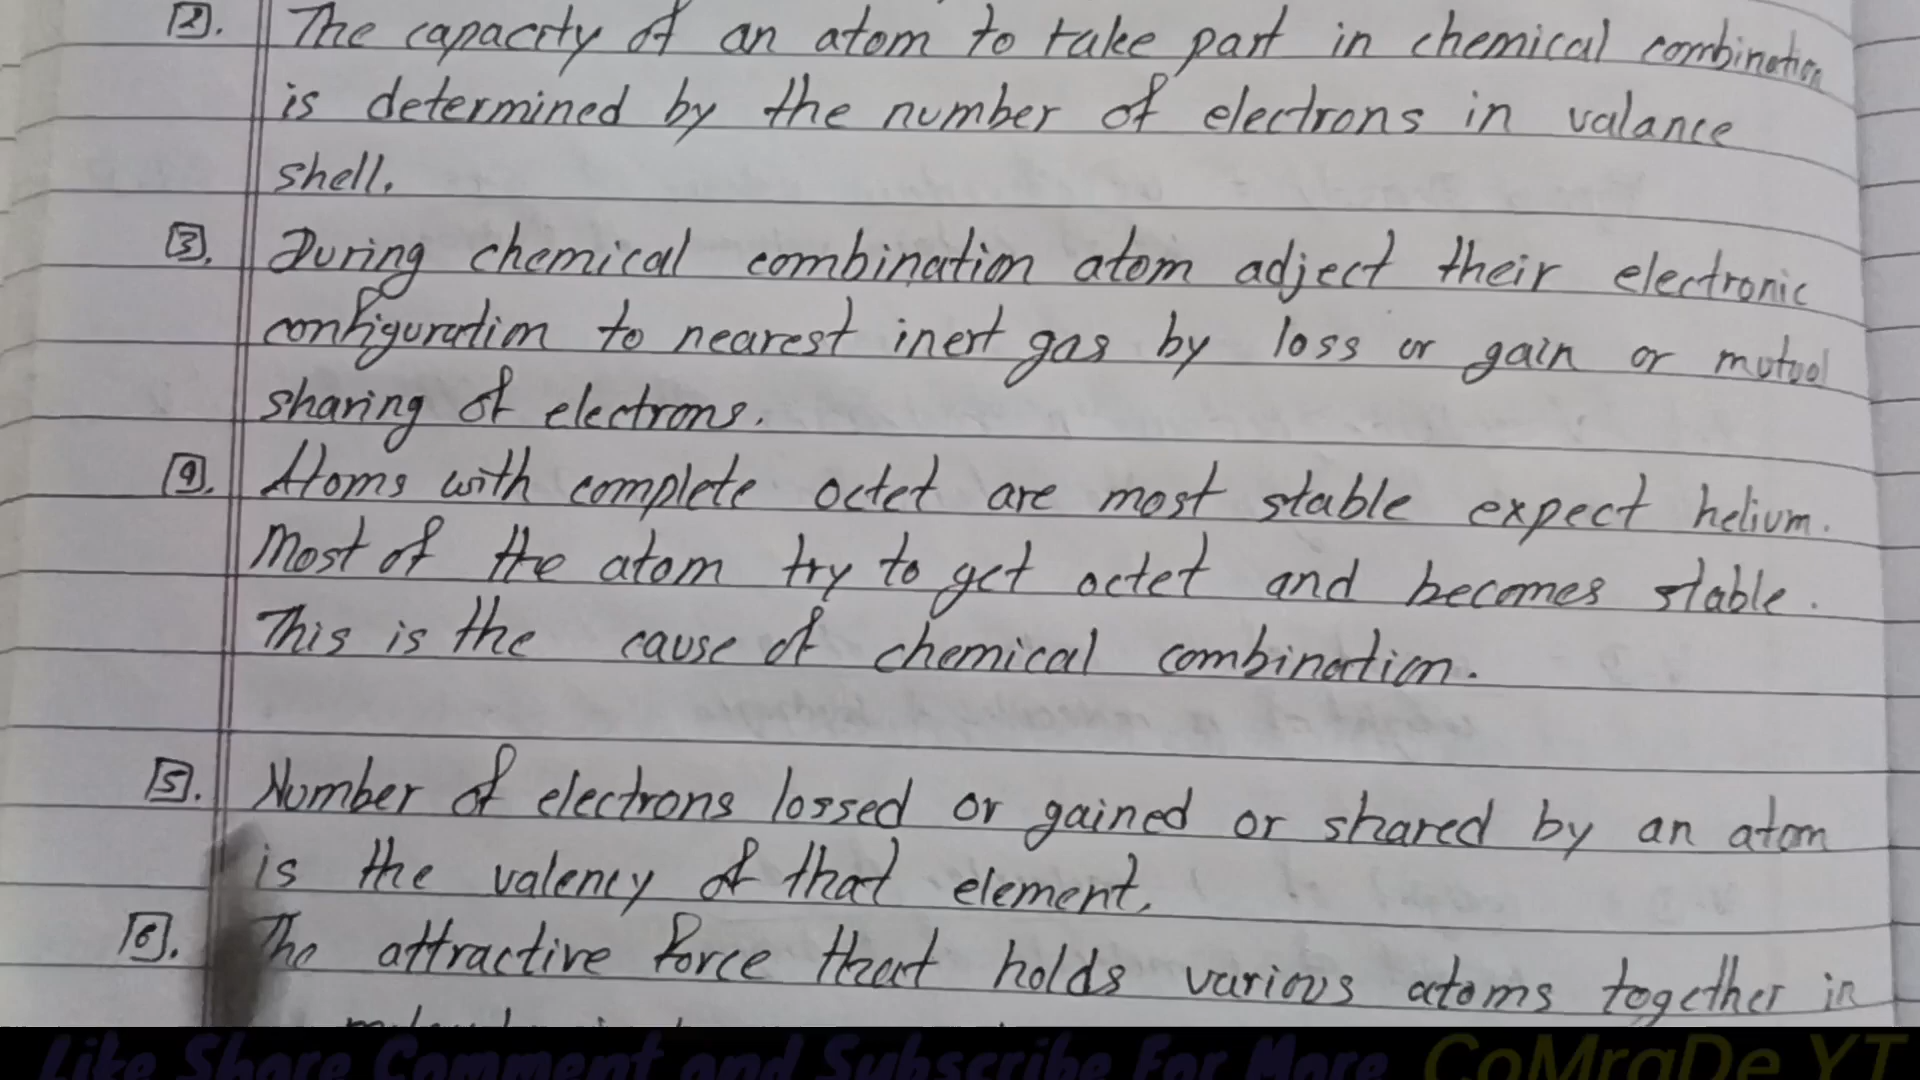 2. The capacity of an atom to take part in chemical combination
is determined by the number of electrons in valance
shell.
3. During chemical combination atom adject their electronic
configuration to nearest inert gas by loss or gain or mutual
sharing of electrons.
4. Atoms with complete octet are most stable expect helium.
Most of the atom try to get octet and becomes stable.
This is the cause of chemical combination.
5. Number of electrons lossed or gained or shared by an atom
is the valency of that element.
6. The attractive force that holds various atoms together in
Like Share Comment and Subscribe For More CoMraDe YT